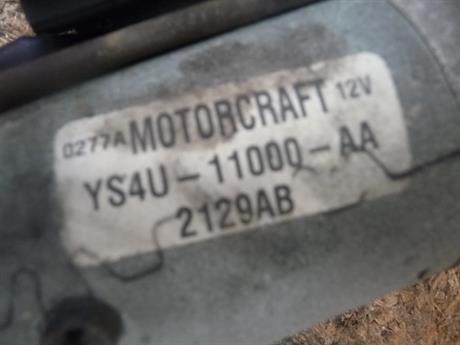 0277A MOTORCRAFT 12V
YS4U-11000-AA
2129AB